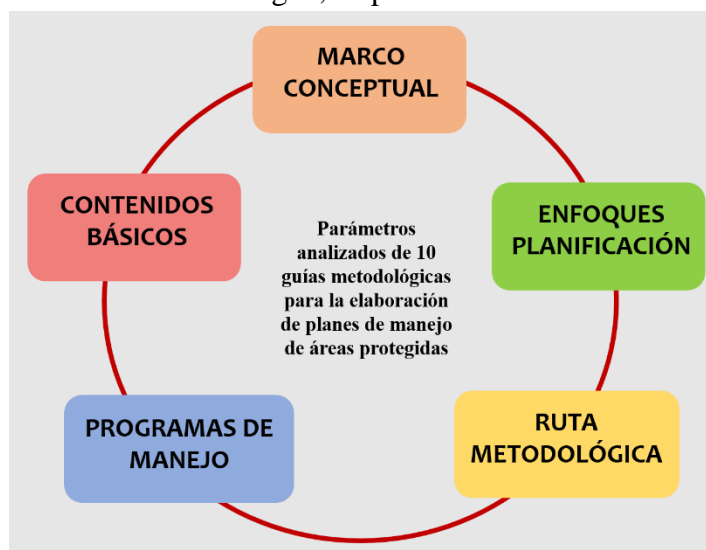 MARCO
CONCEPTUAL
ENFOQUES
PLANIFICACIÓN
RUTA
METODOLÓGICA
PROGRAMAS DE
MANEJO
CONTENIDOS
BÁSICOS
Parámetros
analizados de 10
guías metodológicas
para la elaboración
de planes de manejo
de áreas protegidas